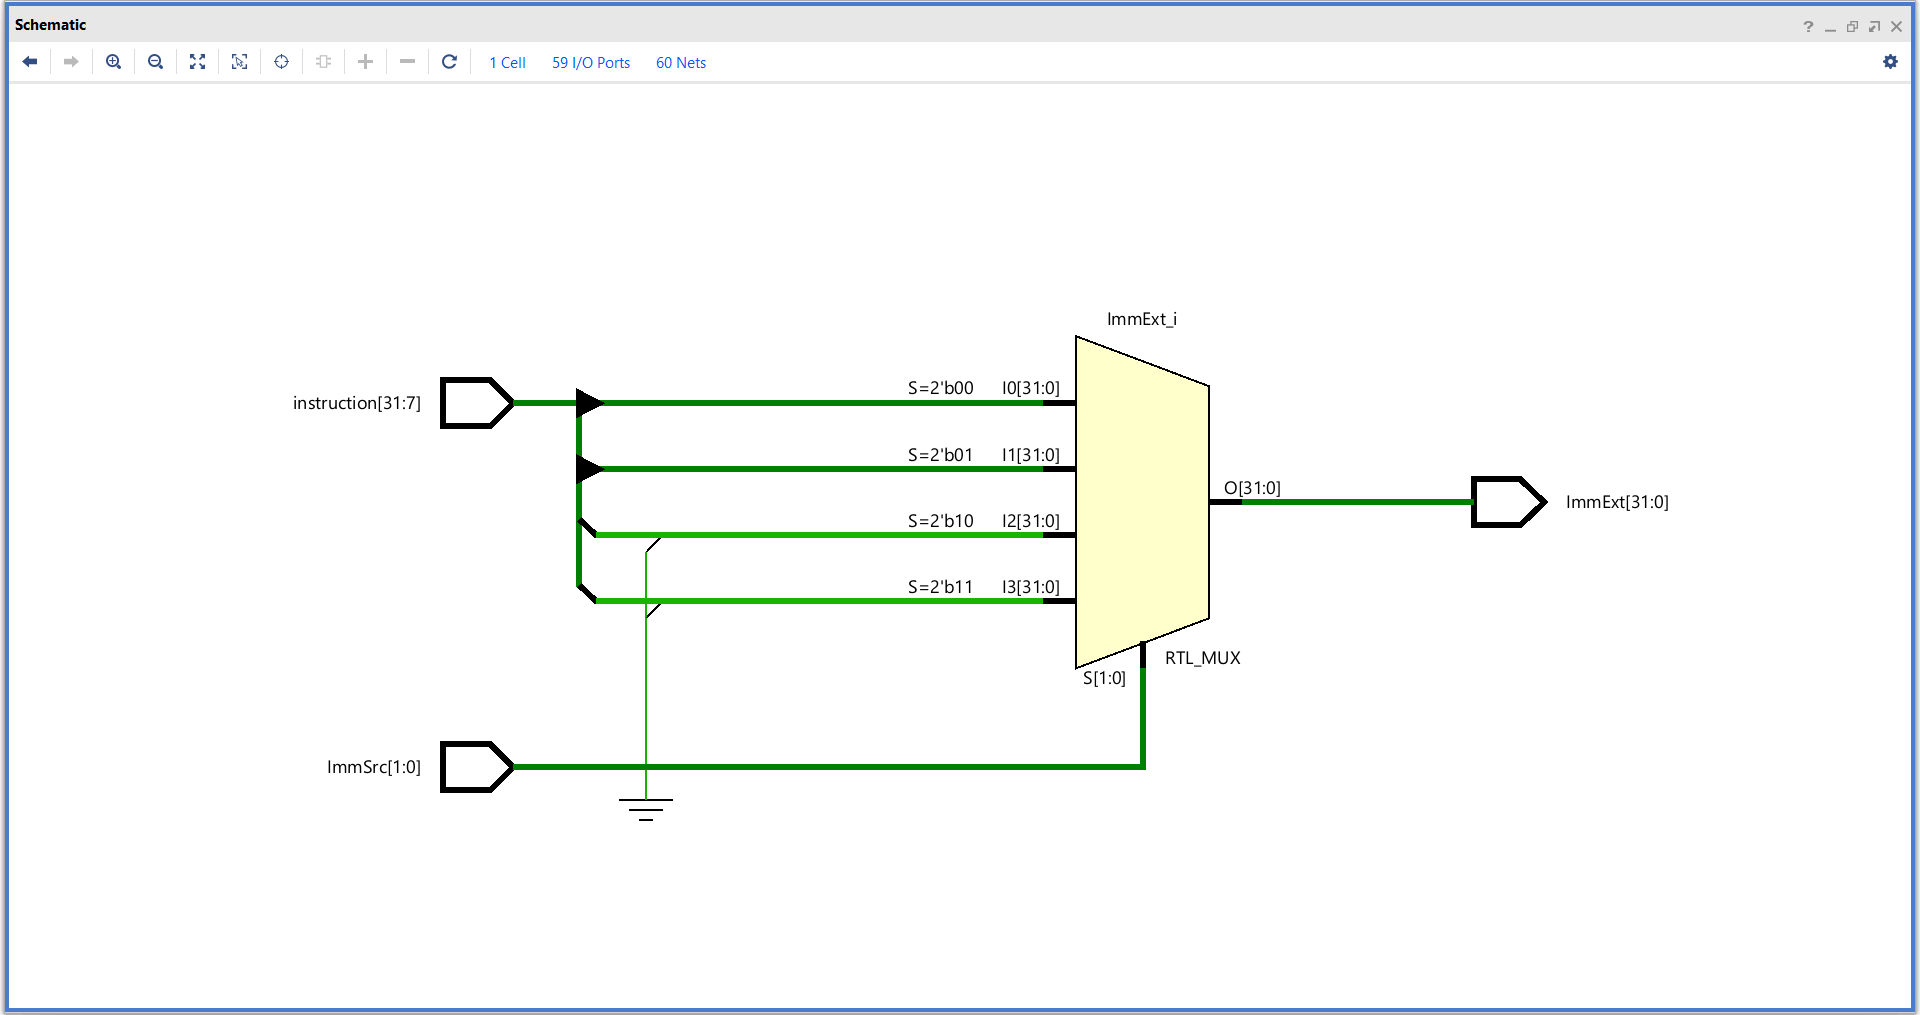 Schematic
1 Cell 59 I/O Ports 60 Nets
ImmExt_i
S=2'b00 I0[31:0]
instruction[31:7]
S=2'b01 I1[31:0]
O[31:0]
ImmExt[31:0]
S=2'b10 I2[31:0]
S=2'b11 I3[31:0]
RTL_MUX
S[1:0]
ImmSrc[1:0]